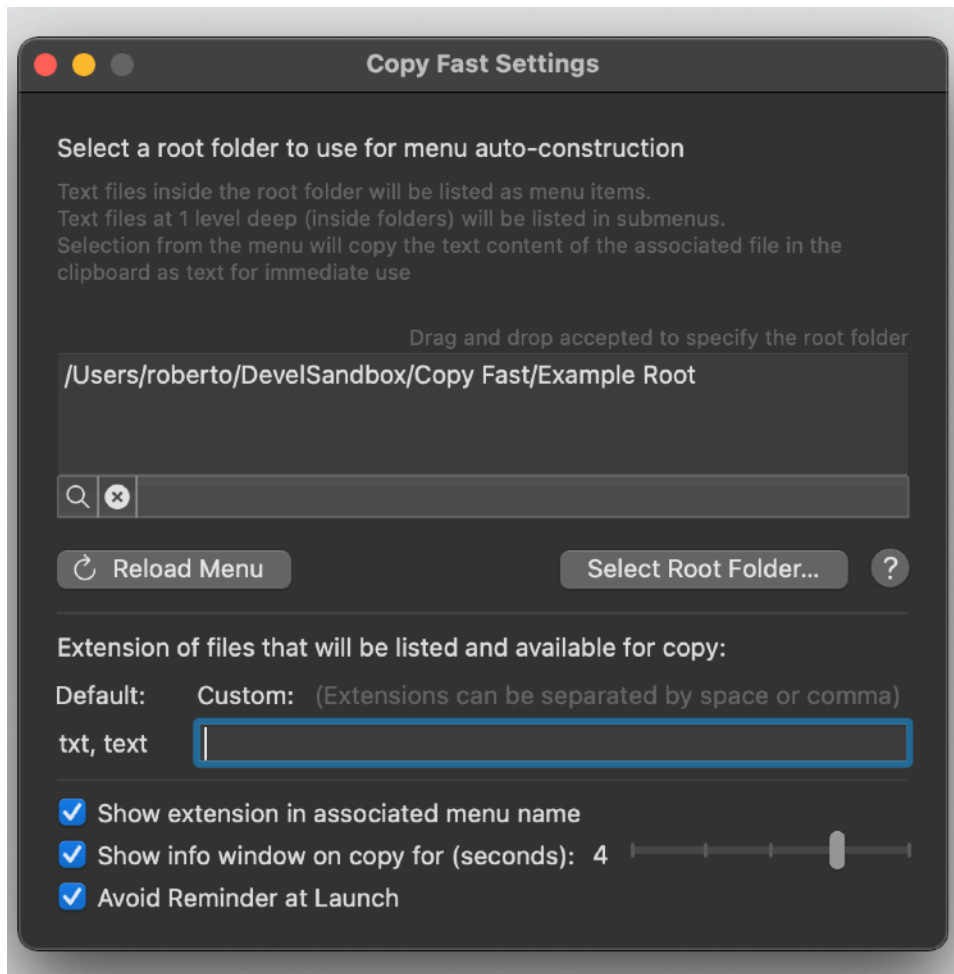 Copy Fast Settings
Select a root folder to use for menu auto-construction
Text files inside the root folder will be listed as menu items.
Text files at 1 level deep (inside folders) will be listed in submenus.
Selection from the menu will copy the text content of the associated file in the
clipboard as text for immediate use
Drag and drop accepted to specify the root folder
/Users/roberto/DevelSandbox/Copy Fast/Example Root
Reload Menu
Select Root Folder...
?
Extension of files that will be listed and available for copy:
Default: Custom: (Extensions can be separated by space or comma)
txt, text
Show extension in associated menu name
Show info window on copy for (seconds): 4
Avoid Reminder at Launch